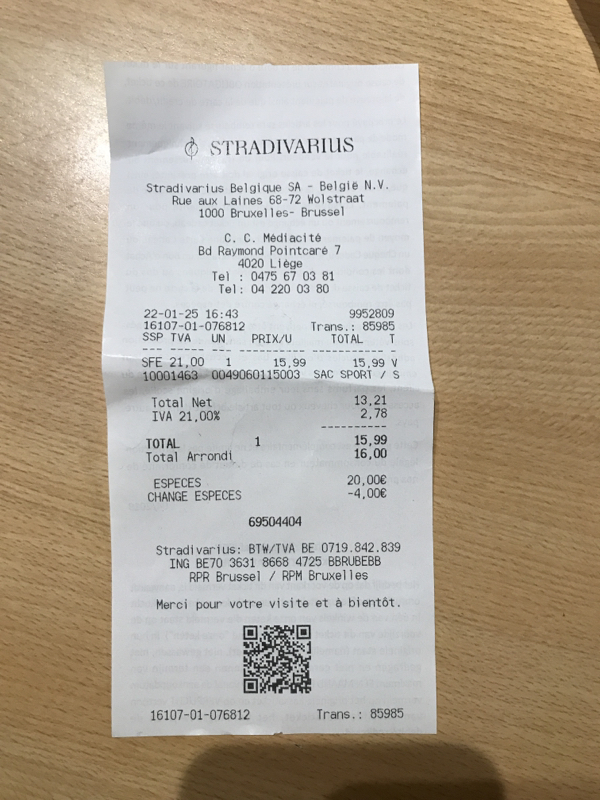 STRADIVARIUS
Stradivarius Belgique SA - België N.V.
Rue aux Laines 68-72 Wolstraat
1000 Bruxelles- Brussel
C. C. Médiacité
Bd Raymond Pointcaré 7
4020 Liège
Tel : 0475 67 03 81
Tel: 04 220 03 80
22-01-25 16:43 9952809
16107-01-076812 Trans.: 85985
SSP TVA UN PRIX/U TOTAL T
--- ----- --- --------- ----------- -
SFE 21,00 1 15,99 15,99 V
10001463 0049060115003 SAC SPORT / S
Total Net 13,21
IVA 21,00% 2,78
----------
TOTAL 1 15,99
Total Arrondi 16,00
ESPECES 20,00€
CHANGE ESPECES -4,00€
69504404
Stradivarius: BTW/TVA BE 0719.842.839
ING BE70 3631 8668 4725 BBRUBEBB
RPR Brussel / RPM Bruxelles
Merci pour votre visite et à bientôt.
16107-01-076812 Trans.: 85985